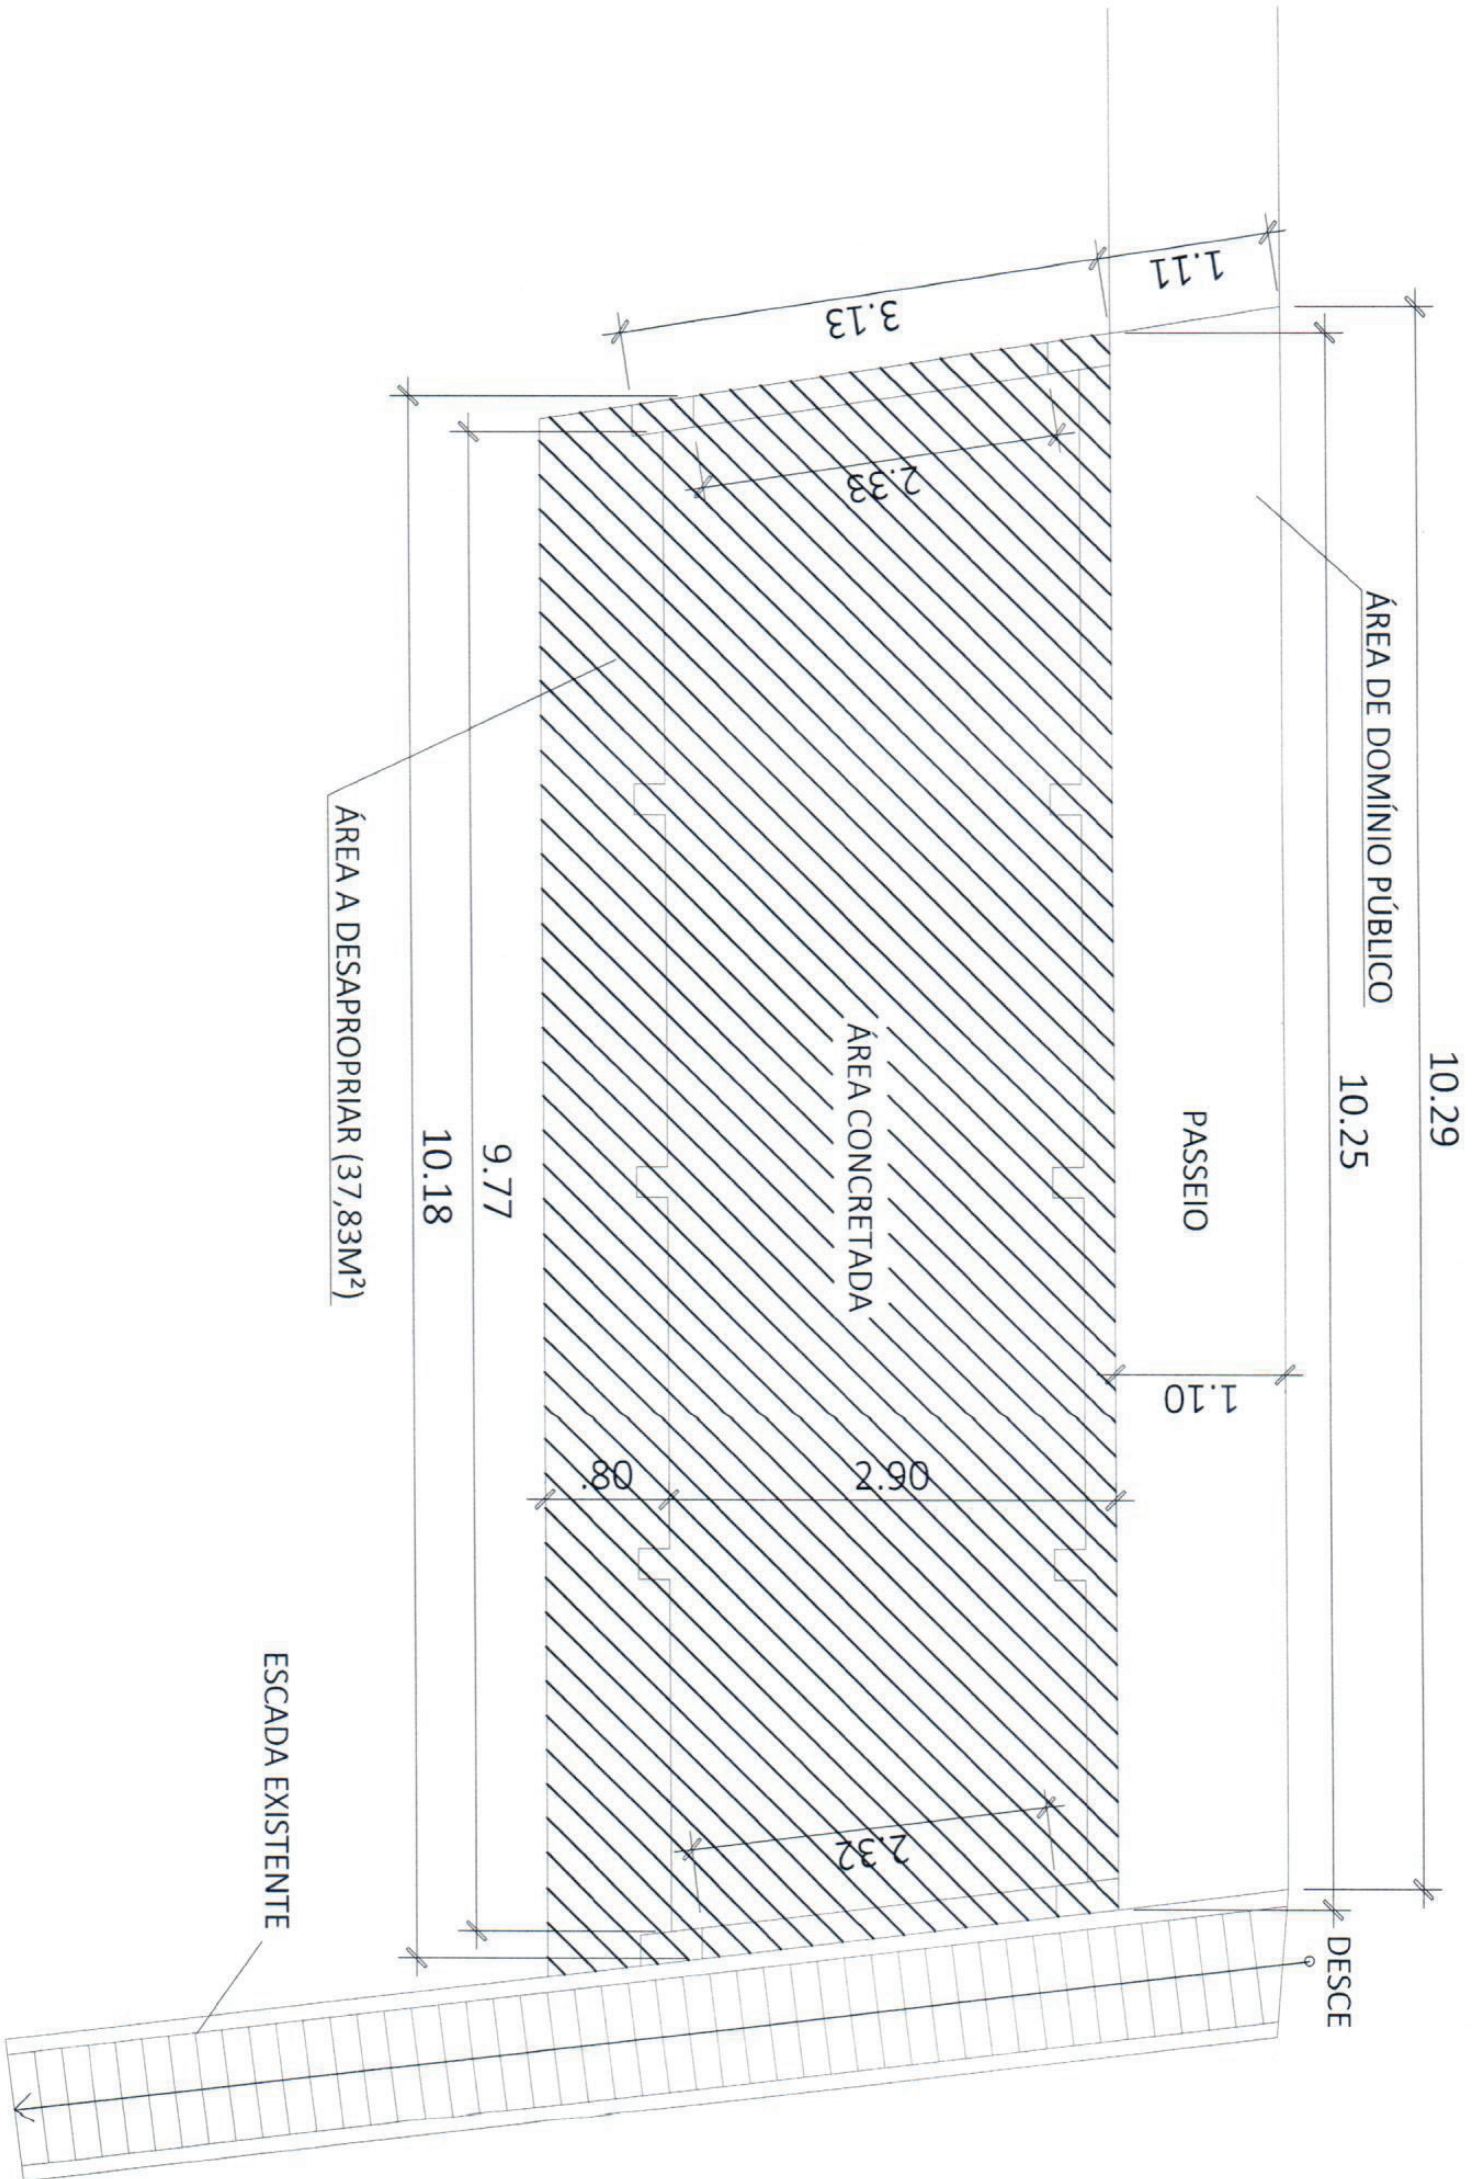 10.29
10.25
ÁREA DE DOMÍNIO PÚBLICO
PASSEIO
1.10
1.11
DESCE
3.13
2.33
ÁREA CONCRETADA
2.90
.80
2.32
9.77
10.18
ÁREA A DESAPROPRIAR (37,83M²)
ESCADA EXISTENTE